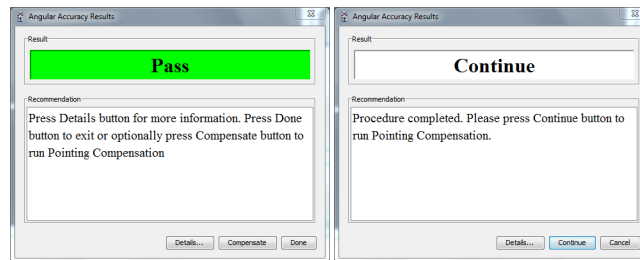 Angular Accuracy Results
Result
Pass
Recommendation
Press Details button for more information. Press Done
button to exit or optionally press Compensate button to
run Pointing Compensation
Details... Compensate Done
Angular Accuracy Results
Result
Continue
Recommendation
Procedure completed. Please press Continue button to
run Pointing Compensation.
Details... Continue Cancel